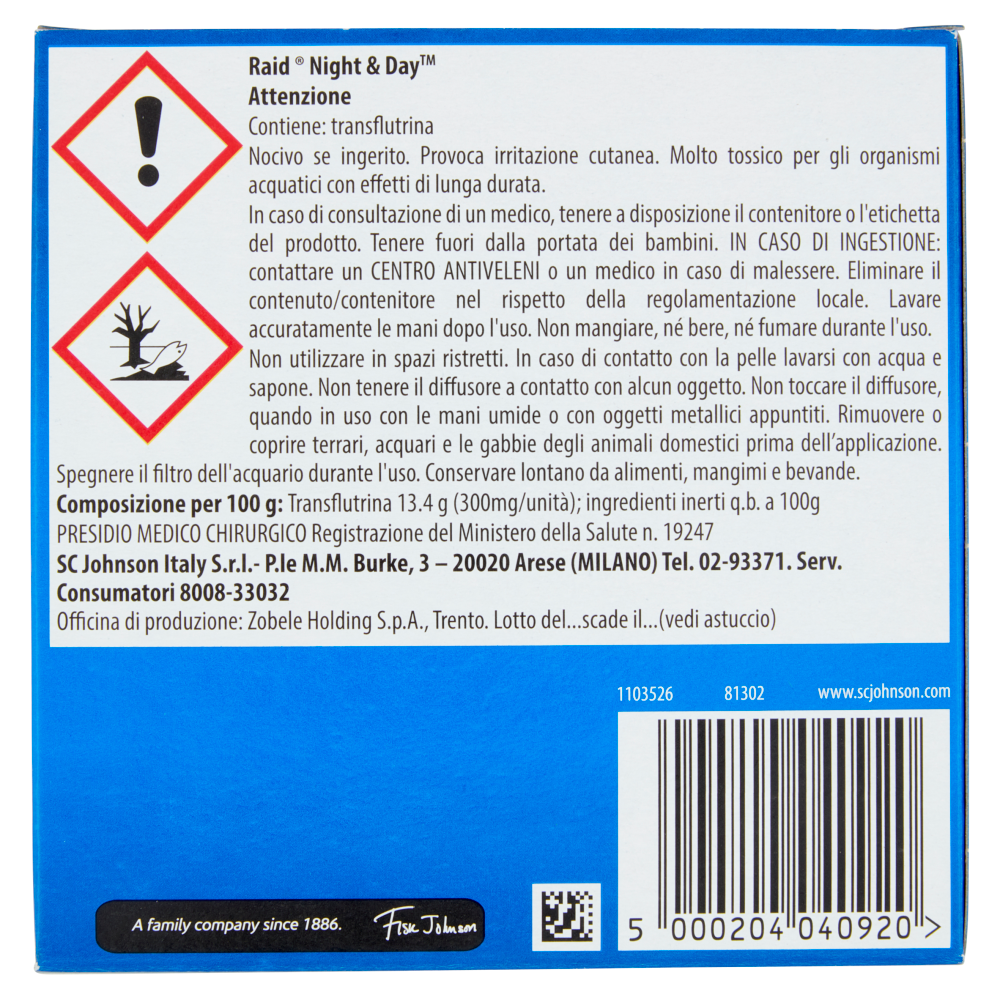 Raid ® Night & Day™
Attenzione
Contiene: transflutrina
Nocivo se ingerito. Provoca irritazione cutanea. Molto tossico per gli organismi
acquatici con effetti di lunga durata.
In caso di consultazione di un medico, tenere a disposizione il contenitore o l'etichetta
del prodotto. Tenere fuori dalla portata dei bambini. IN CASO DI INGESTIONE:
contattare un CENTRO ANTIVELENI o un medico in caso di malessere. Eliminare il
contenuto/contenitore nel rispetto della regolamentazione locale. Lavare
accuratamente le mani dopo l'uso. Non mangiare, né bere, né fumare durante l'uso.
Non utilizzare in spazi ristretti. In caso di contatto con la pelle lavarsi con acqua e
sapone. Non tenere il diffusore a contatto con alcun oggetto. Non toccare il diffusore,
quando in uso con le mani umide o con oggetti metallici appuntiti. Rimuovere o
coprire terrari, acquari e le gabbie degli animali domestici prima dell'applicazione.
Spegnere il filtro dell'acquario durante l'uso. Conservare lontano da alimenti, mangimi e bevande.
Composizione per 100 g: Transflutrina 13.4 g (300mg/unità); ingredienti inerti q.b. a 100g
PRESIDIO MEDICO CHIRURGICO Registrazione del Ministero della Salute n. 19247
SC Johnson Italy S.r.l.- P.le M.M. Burke, 3 – 20020 Arese (MILANO) Tel. 02-93371. Serv.
Consumatori 8008-33032
Officina di produzione: Zobele Holding S.p.A., Trento. Lotto del...scade il...(vedi astuccio)
1103526 81302 www.scjohnson.com
A family company since 1886. Fisk Johnson
5 000204 040920 >